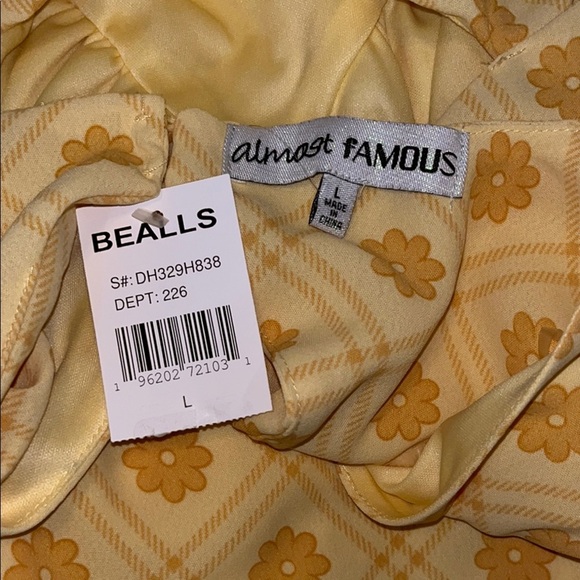 almost fAMOUS
L
MADE
IN
CHINA
BEALLS
S#: DH329H838
DEPT: 226
1 96202 72103 1
L